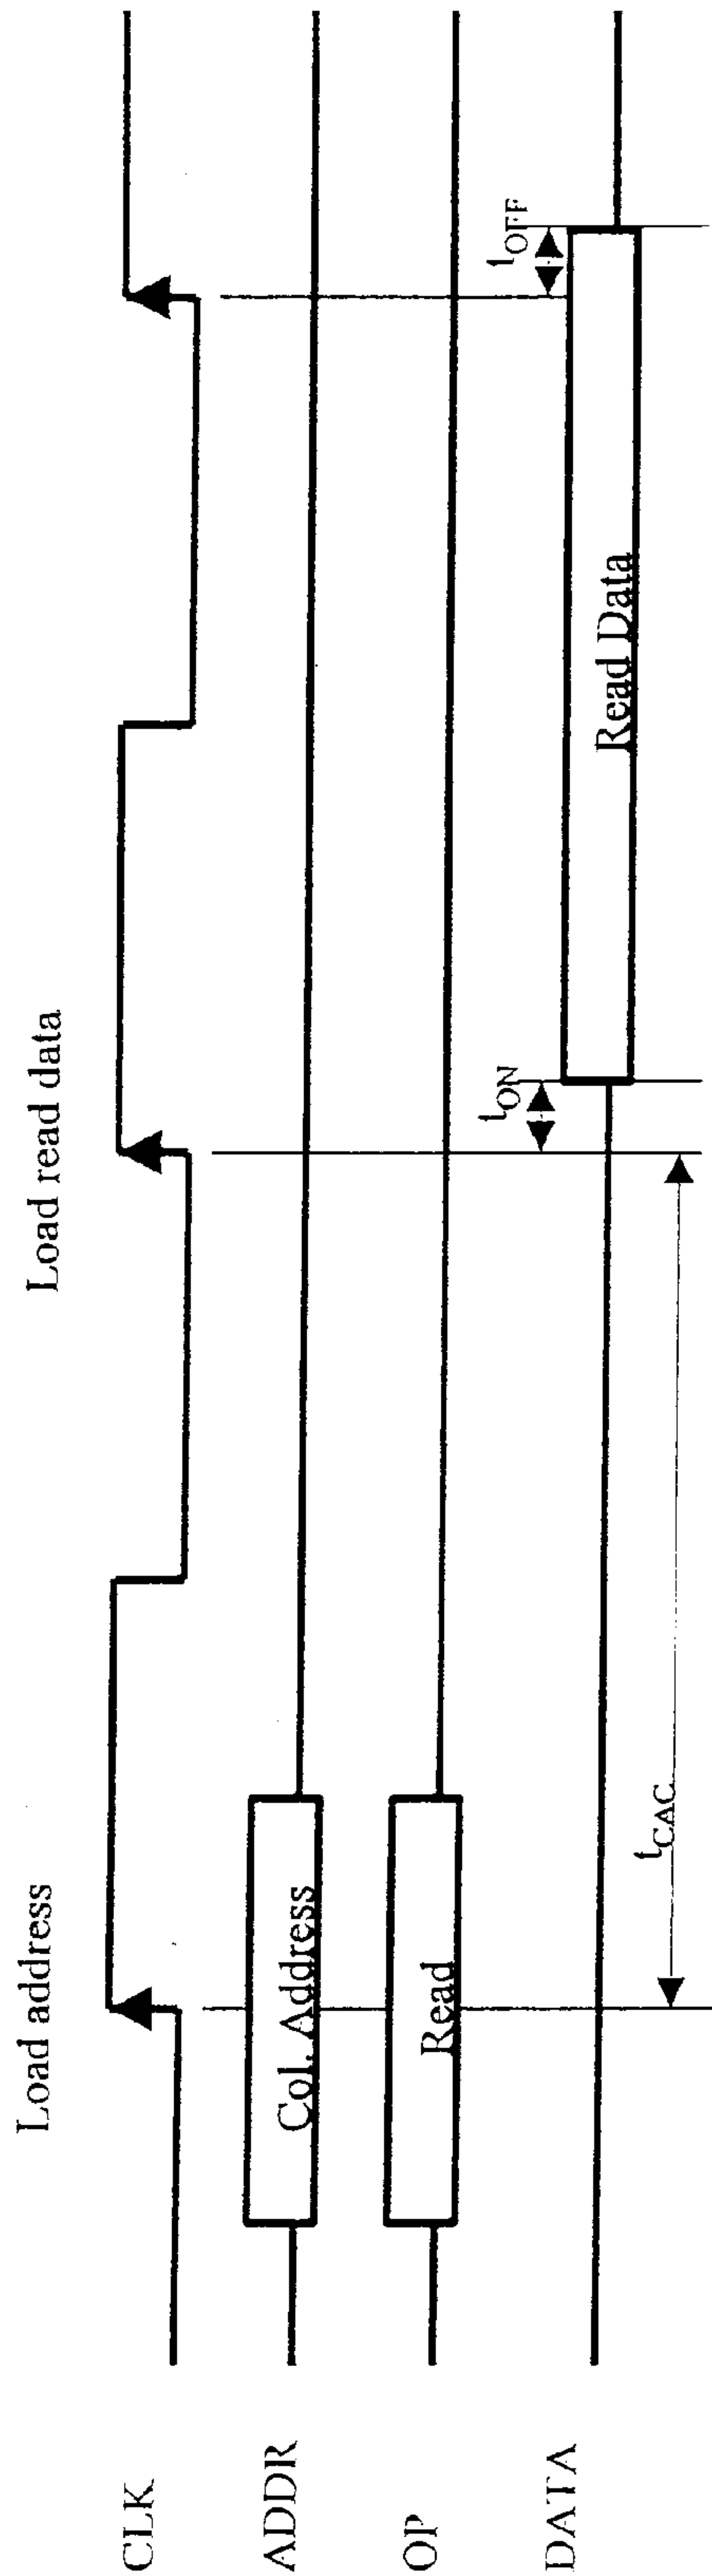 Load address
Load read data
CLK
ADDR
Col. Address
OP
Read
DATA
tON
Read Data
tOFF
tCAC